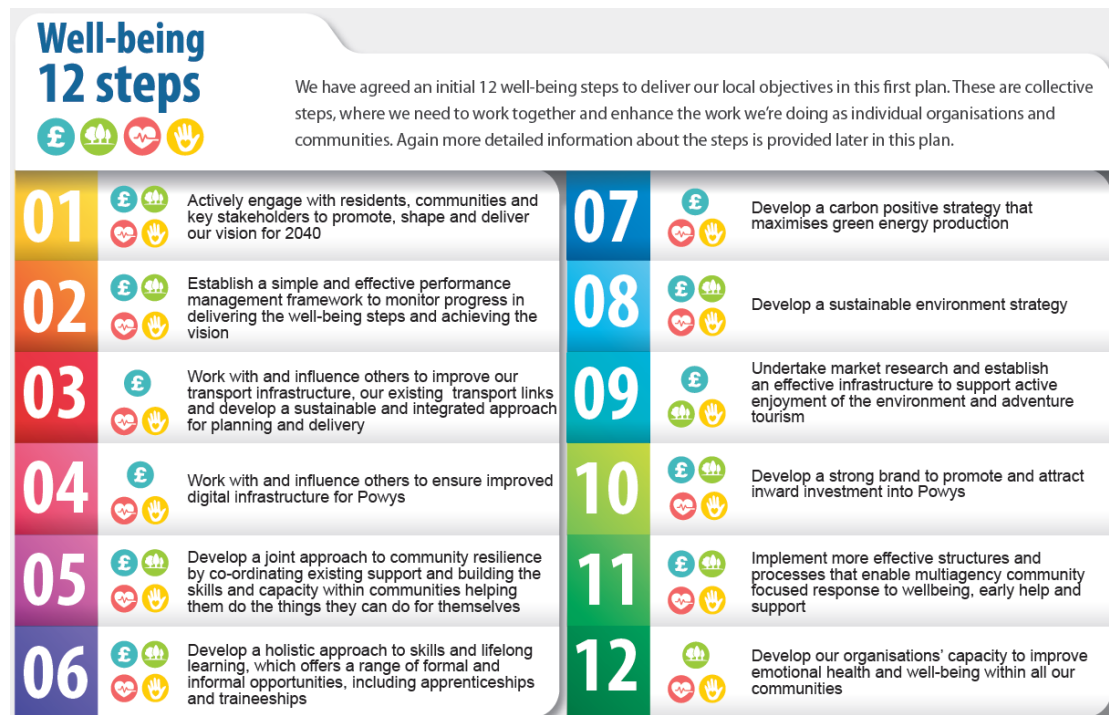 Well-being
12 steps
£
We have agreed an initial 12 well-being steps to deliver our local objectives in this first plan. These are collective
steps, where we need to work together and enhance the work we're doing as individual organisations and
communities. Again more detailed information about the steps is provided later in this plan.
01
£
Actively engage with residents, communities and
key stakeholders to promote, shape and deliver
our vision for 2040
02
£
Establish a simple and effective performance
management framework to monitor progress in
delivering the well-being steps and achieving the
vision
03
£
Work with and influence others to improve our
transport infrastructure, our existing transport links
and develop a sustainable and integrated approach
for planning and delivery
04
£
Work with and influence others to ensure improved
digital infrastructure for Powys
05
£
Develop a joint approach to community resilience
by co-ordinating existing support and building the
skills and capacity within communities helping
them do the things they can do for themselves
06
£
Develop a holistic approach to skills and lifelong
learning, which offers a range of formal and
informal opportunities, including apprenticeships
and traineeships
07
£
Develop a carbon positive strategy that
maximises green energy production
08
£
Develop a sustainable environment strategy
09
£
Undertake market research and establish
an effective infrastructure to support active
enjoyment of the environment and adventure
tourism
10
£
Develop a strong brand to promote and attract
inward investment into Powys
11
£
Implement more effective structures and
processes that enable multiagency community
focused response to wellbeing, early help and
support
12
Develop our organisations' capacity to improve
emotional health and well-being within all our
communities